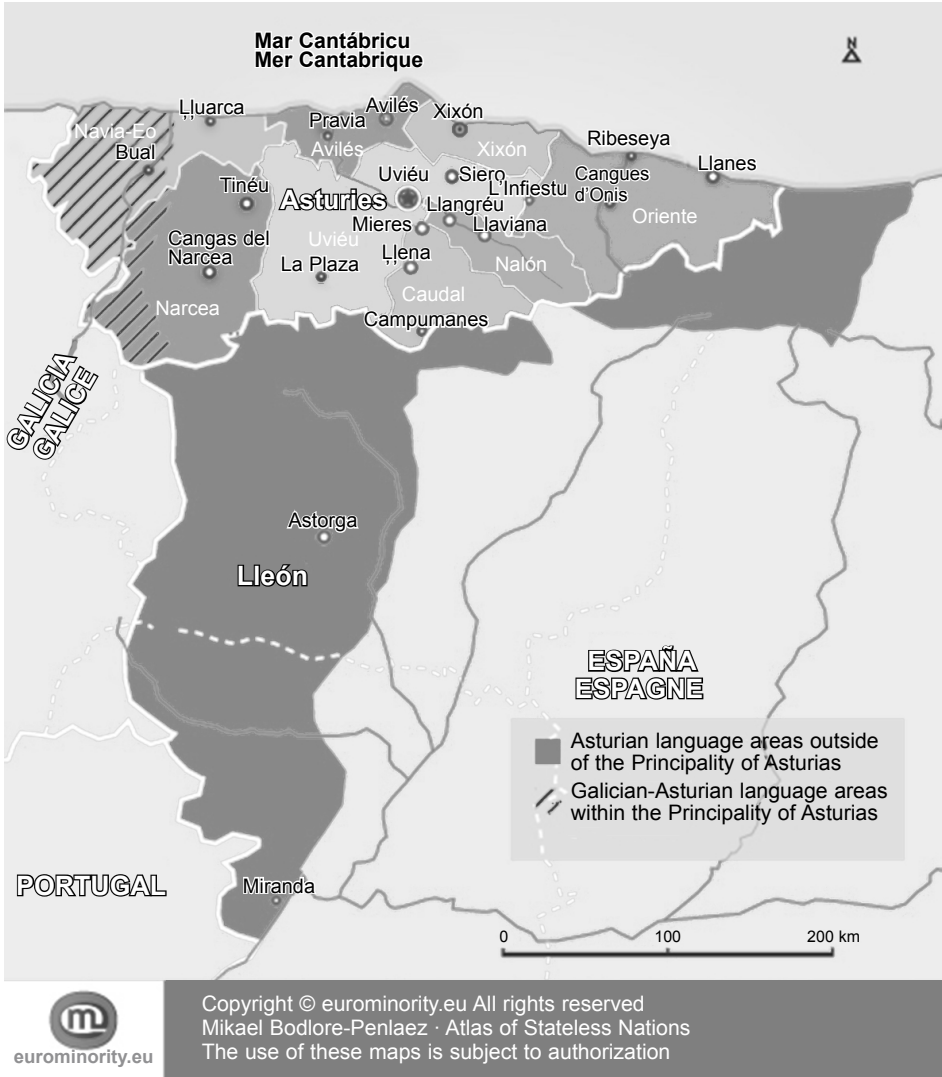 Mar Cantábricu
Mer Cantabrique
N
Ḷḷuarca
Avilés
Xixón
Navia-Eo
Pravia
Avilés
Xixón
Ribeseya
Bual
Uviéu
Siero
Cangues
d'Onis
Llanes
Tinéu
Asturies
L'Infiestu
Llangréu
Oriente
Mieres
Llaviana
Cangas del
Narcea
Uviéu
Ḷḷena
Nalón
La Plaza
Caudal
Narcea
Campumanes
GALICIA
GALICE
Astorga
Lleón
ESPAÑA
ESPAGNE
Asturian language areas outside
of the Principality of Asturias
Galician-Asturian language areas
within the Principality of Asturias
PORTUGAL
Miranda
0 100 200 km
m
eurominority.eu
Copyright © eurominority.eu All rights reserved
Mikael Bodlore-Penlaez · Atlas of Stateless Nations
The use of these maps is subject to authorization